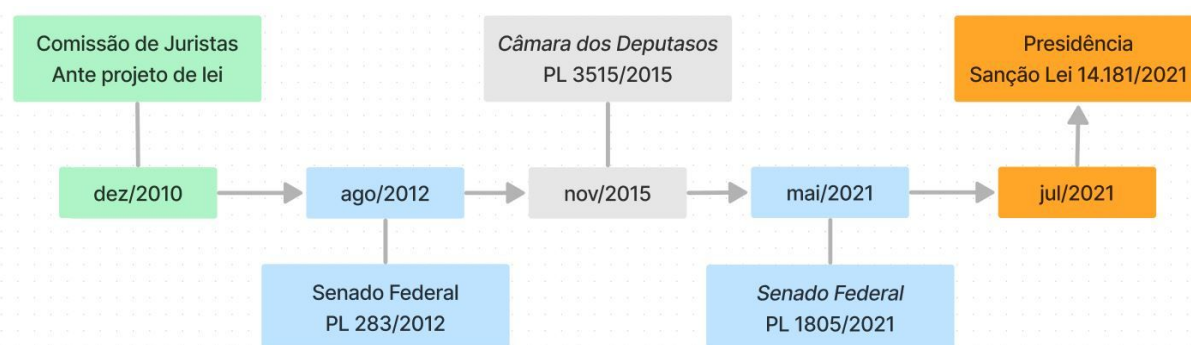 Comissão de Juristas
Ante projeto de lei
Câmara dos Deputasos
PL 3515/2015
Presidência
Sanção Lei 14.181/2021
dez/2010
ago/2012
nov/2015
mai/2021
jul/2021
Senado Federal
PL 283/2012
Senado Federal
PL 1805/2021